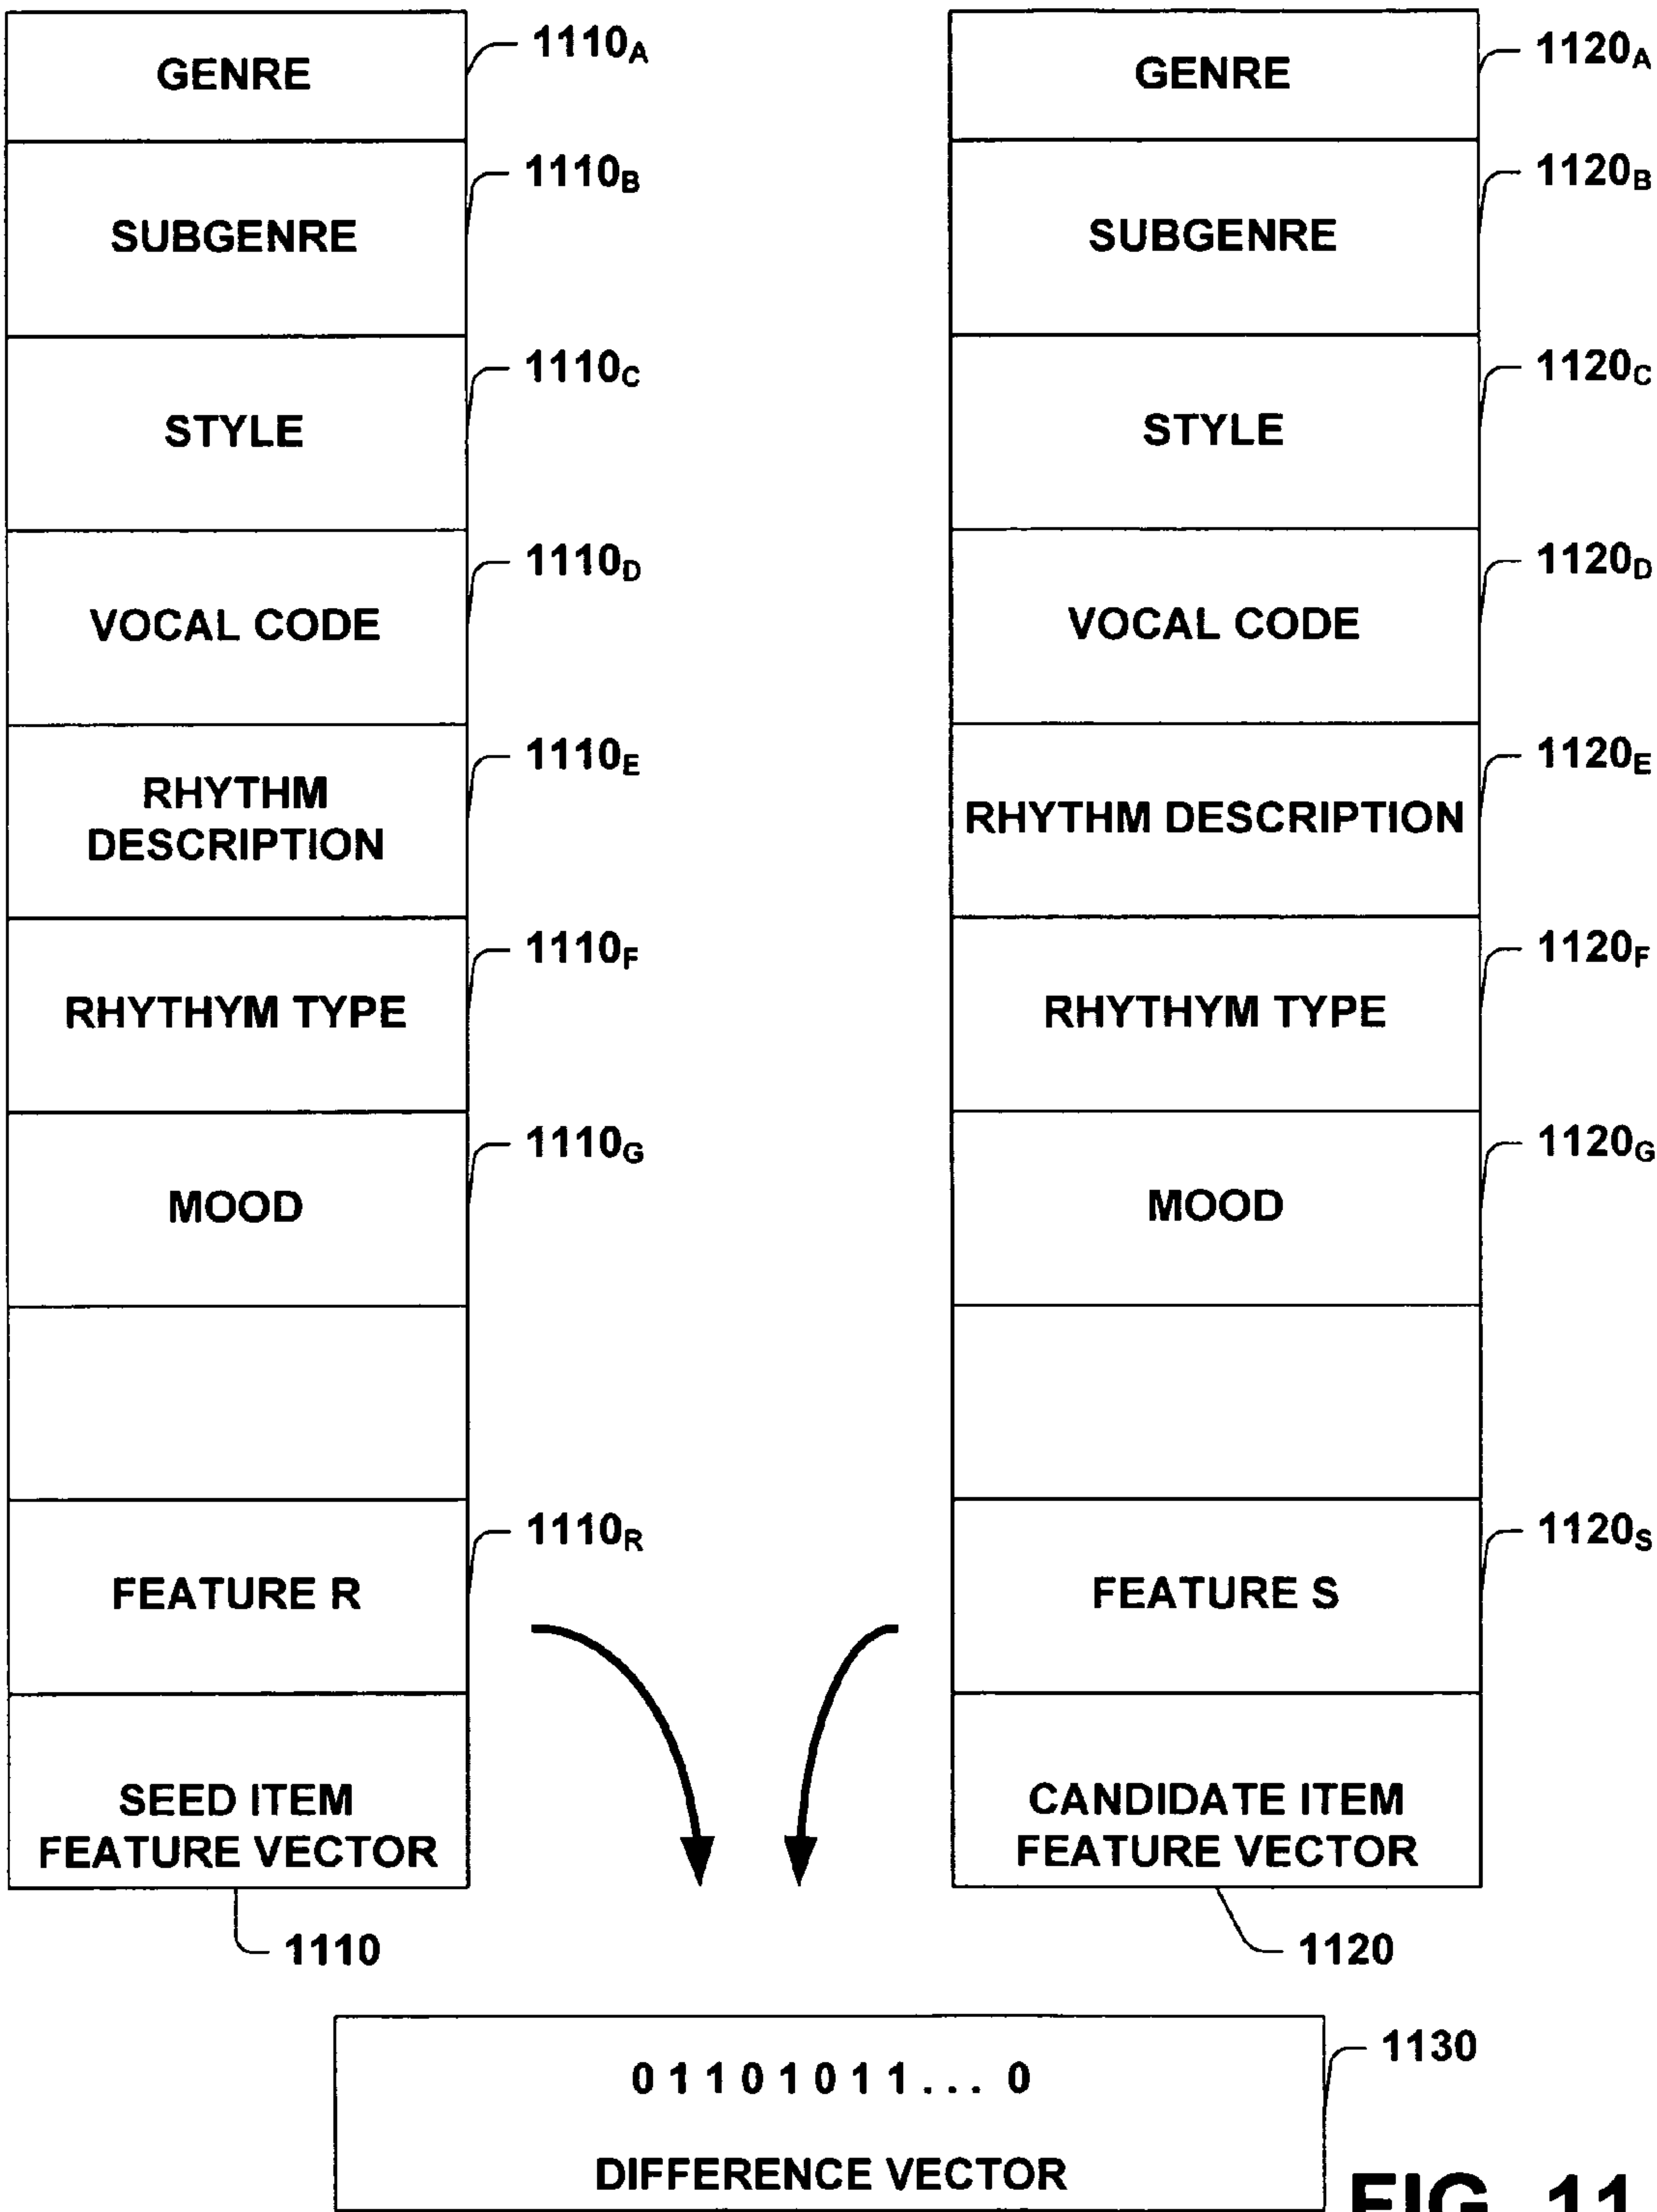 GENRE
1110A
SUBGENRE
1110B
STYLE
1110C
VOCAL CODE
1110D
RHYTHM
DESCRIPTION
1110E
RHYTHYM TYPE
1110F
MOOD
1110G
FEATURE R
1110R
SEED ITEM
FEATURE VECTOR
1110
GENRE
1120A
SUBGENRE
1120B
STYLE
1120C
VOCAL CODE
1120D
RHYTHM DESCRIPTION
1120E
RHYTHYM TYPE
1120F
MOOD
1120G
FEATURE S
1120S
CANDIDATE ITEM
FEATURE VECTOR
1120
0 1 1 0 1 0 1 1 . . . 0
DIFFERENCE VECTOR
1130
FIG. 11